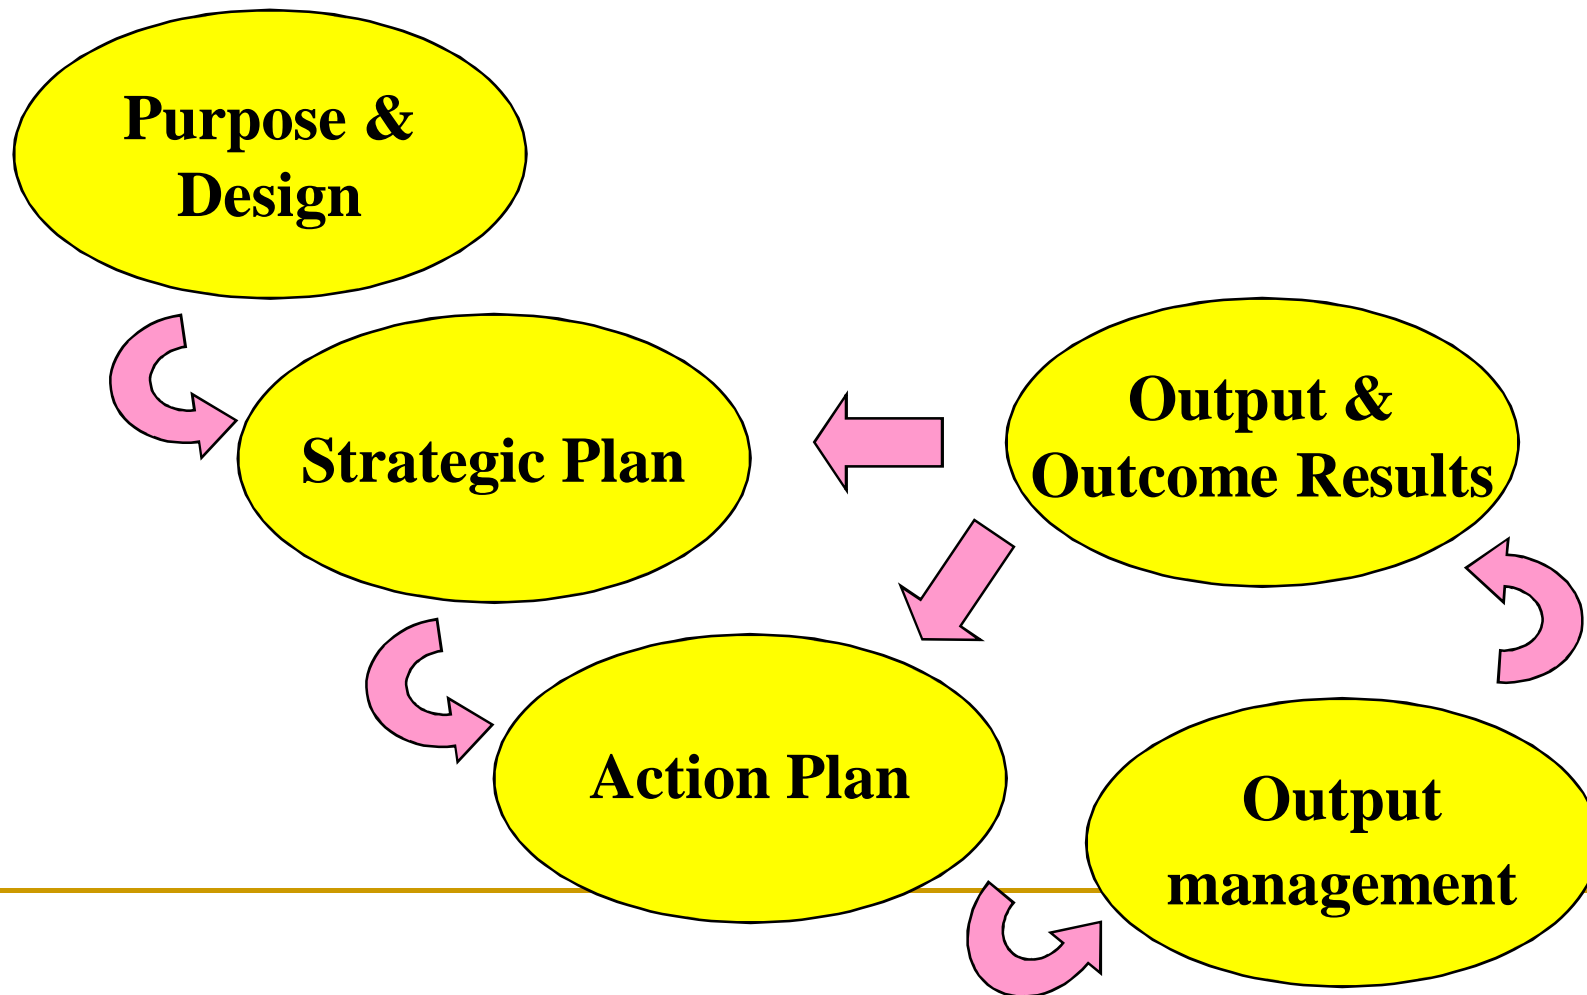 Purpose &
Design
Strategic Plan
Output &
Outcome Results
Action Plan
Output
management